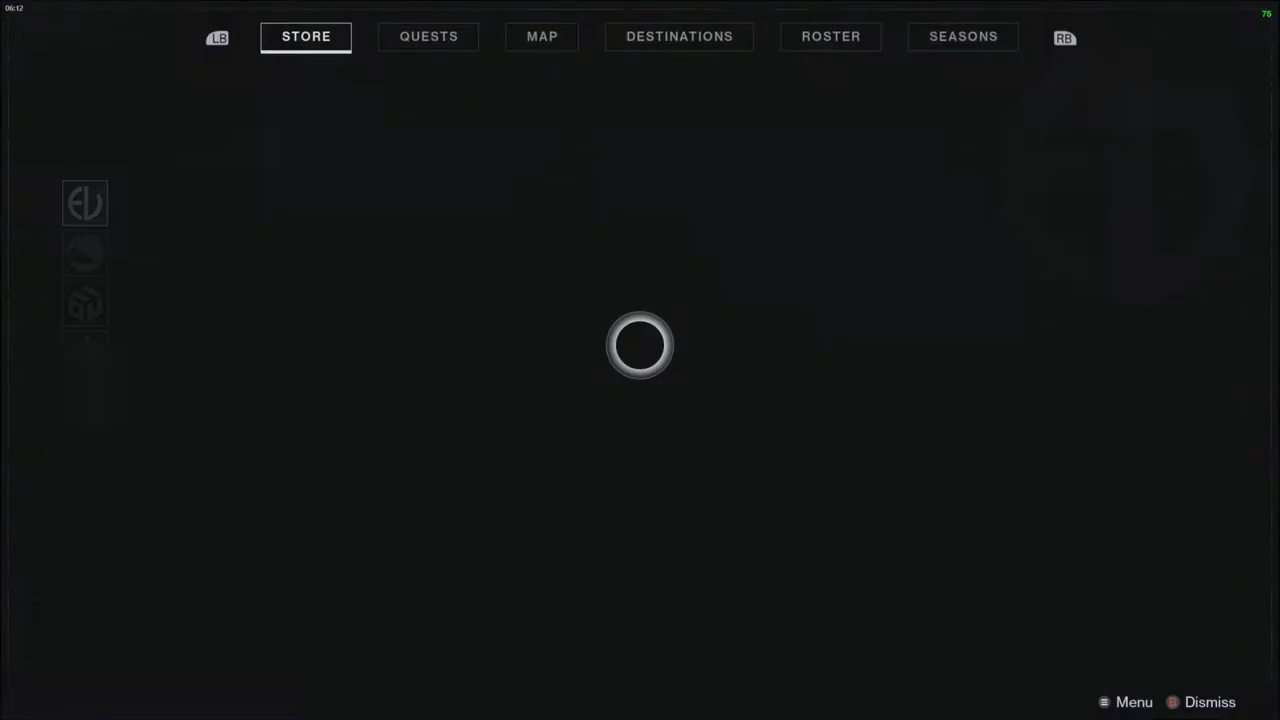 06:12
75
LB STORE QUESTS MAP DESTINATIONS ROSTER SEASONS RB
Menu B Dismiss